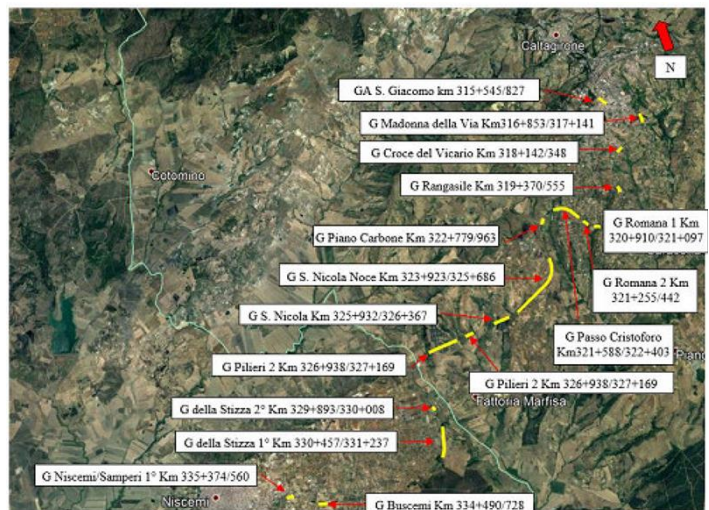 Caltagirone
N
GA S. Giacomo km 315+545/827
G Madonna della Via Km316+853/317+141
G Croce del Vicario Km 318+142/348
Cotomino
G Rangasile Km 319+370/555
G Romana 1 Km
320+910/321+097
G Piano Carbone Km 322+779/963
G S. Nicola Noce Km 323+923/325+686
G Romana 2 Km
321+255/442
G S. Nicola Km 325+932/326+367
G Passo Cristoforo
Km321+588/322+403
Piano
G Pilieri 2 Km 326+938/327+169
G Pilieri 2 Km 326+938/327+169
Fattoria Marfisa
G della Stizza 2° Km 329+893/330+008
G della Stizza 1° Km 330+457/331+237
G Niscemi/Samperi 1° Km 335+374/560
Niscemi
G Buscemi Km 334+490/728